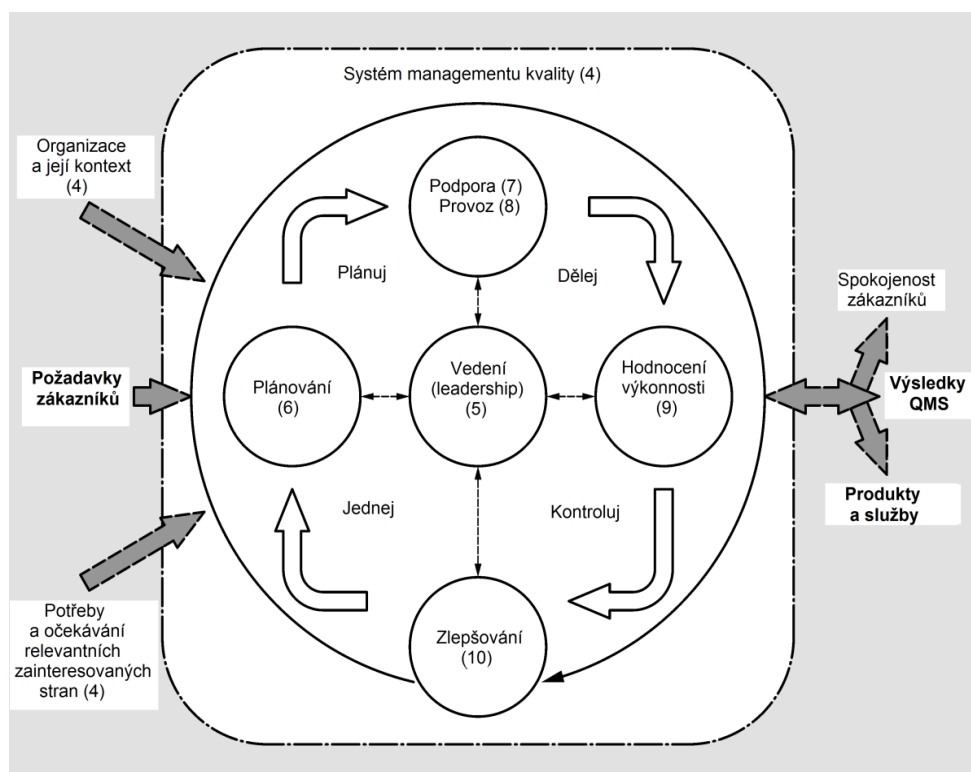 Systém managementu kvality (4)
Organizace
a její kontext
(4)
Podpora (7)
Provoz (8)
Plánuj
Dělej
Spokojenost
zákazníků
Požadavky
zákazníků
Plánování
(6)
Vedení
(leadership)
(5)
Hodnocení
výkonnosti
(9)
Výsledky
QMS
Jednej
Kontroluj
Produkty
a služby
Potřeby
a očekávání
relevantních
zainteresovaných
stran (4)
Zlepšování
(10)